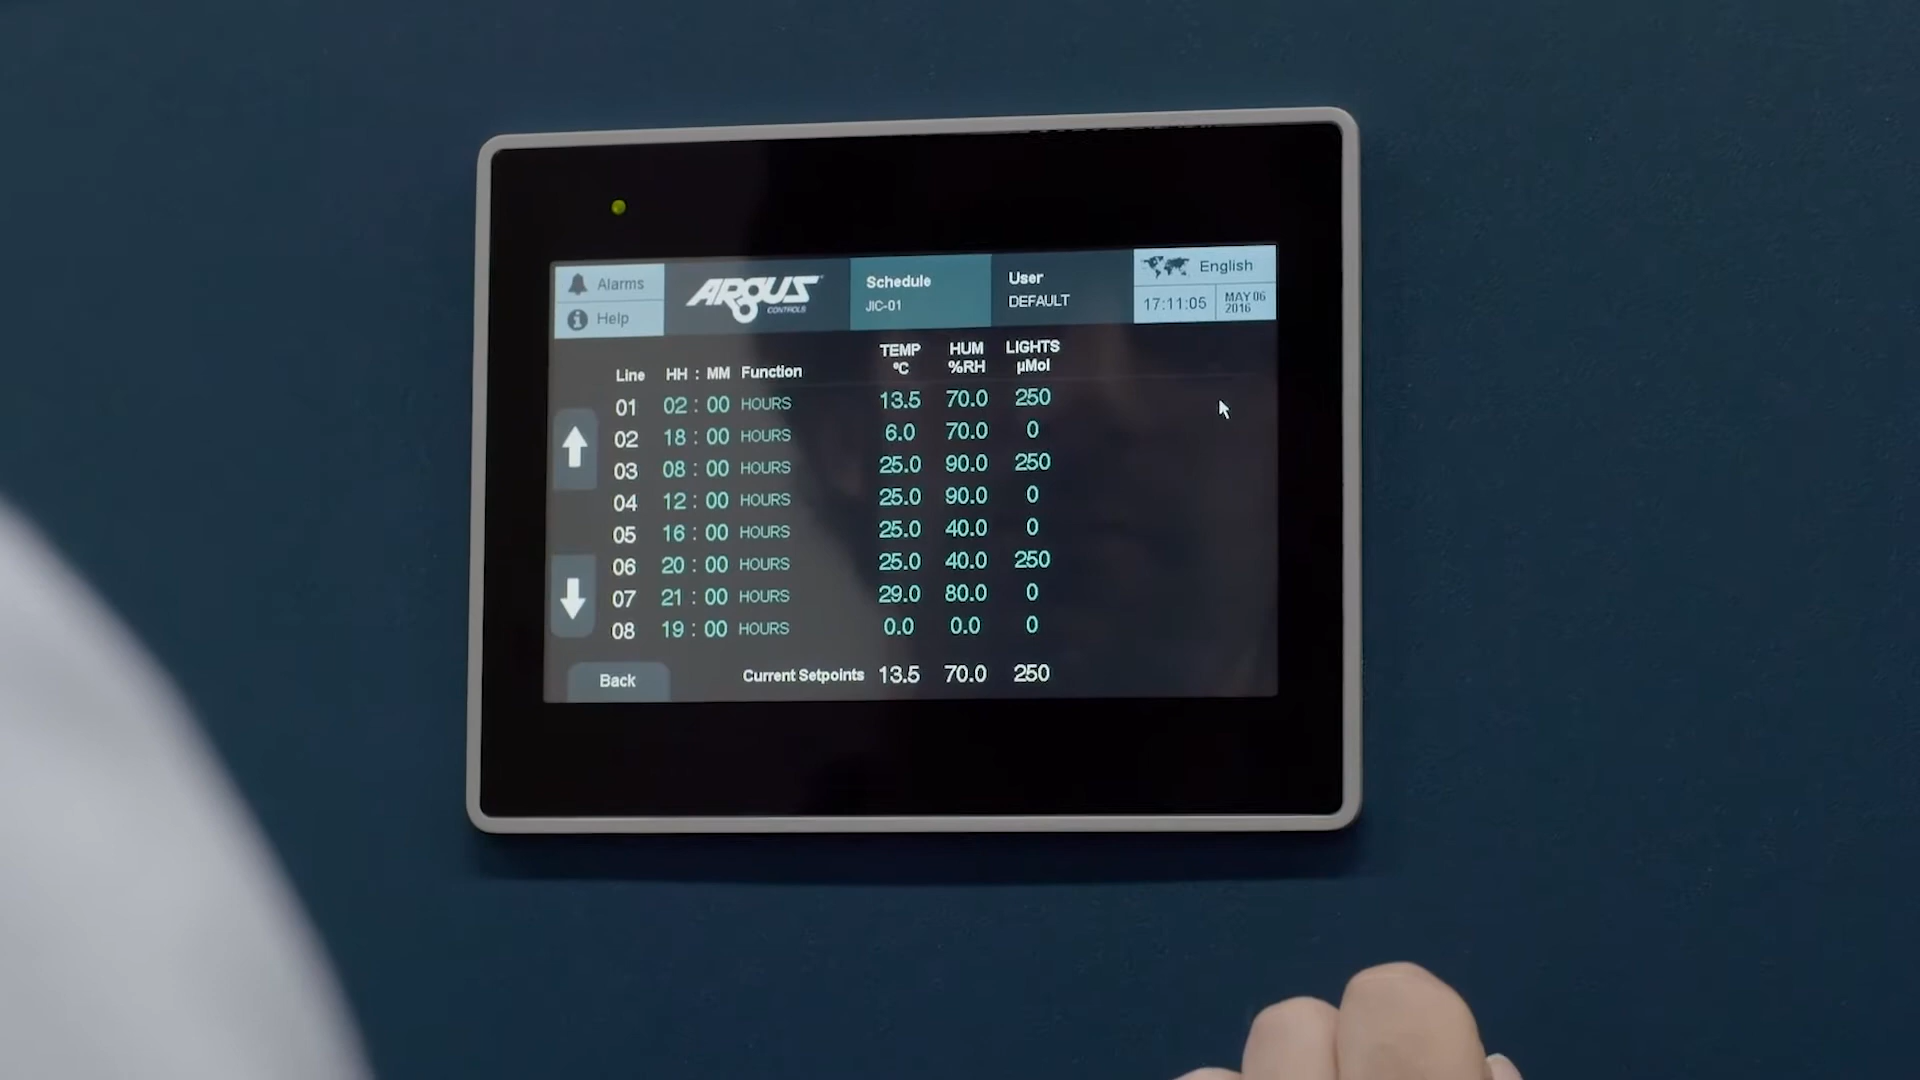 Alarms
Help
ARGUS
CONTROLS
Schedule
JIC-01
User
DEFAULT
English
17:11:05
MAY 06
2016
Line HH : MM Function TEMP ºC HUM %RH LIGHTS µMol
01 02 : 00 HOURS 13.5 70.0 250
02 18 : 00 HOURS 6.0 70.0 0
03 08 : 00 HOURS 25.0 90.0 250
04 12 : 00 HOURS 25.0 90.0 0
05 16 : 00 HOURS 25.0 40.0 0
06 20 : 00 HOURS 25.0 40.0 250
07 21 : 00 HOURS 29.0 80.0 0
08 19 : 00 HOURS 0.0 0.0 0
Back
Current Setpoints 13.5 70.0 250